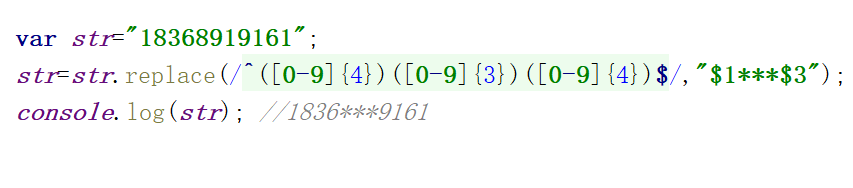 var str="18368919161";
str=str.replace(/^([0-9]{4})([0-9]{3})([0-9]{4})$/,"$1***$3");
console.log(str); //1836***9161